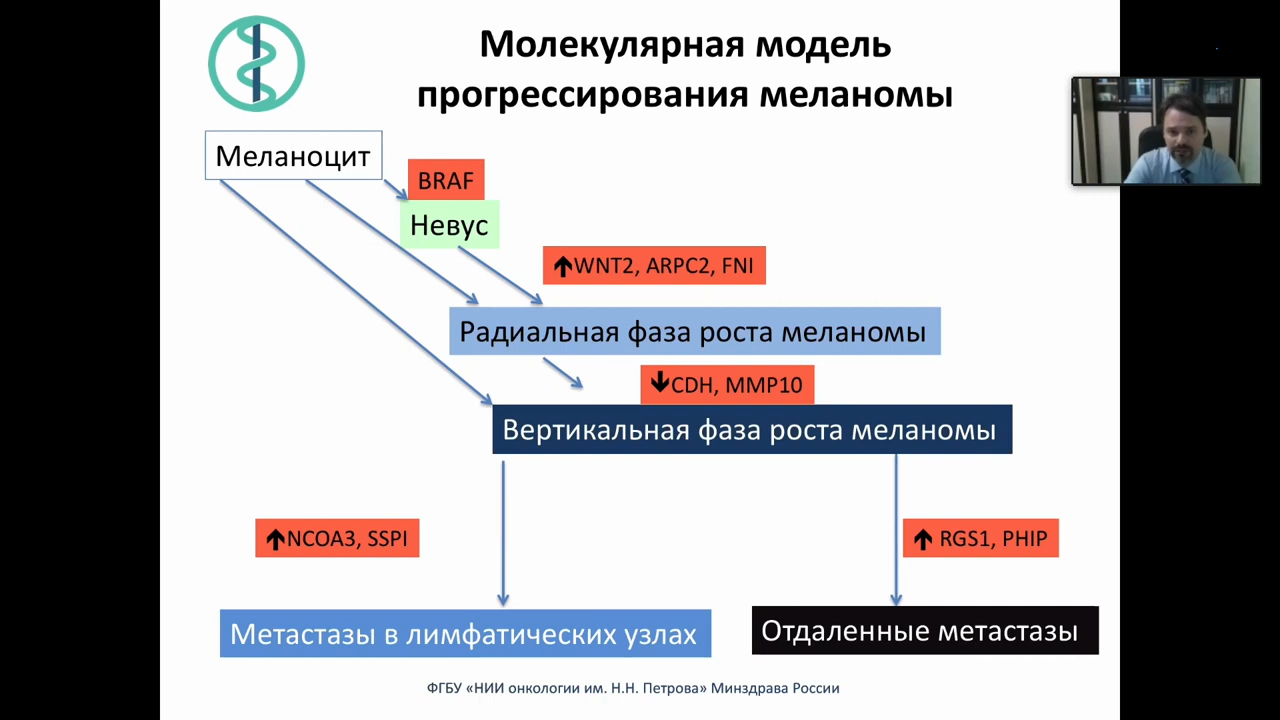 Молекулярная модель
прогрессирования меланомы
Меланоцит
BRAF
Невус
↑WNT2, ARPC2, FNI
Радиальная фаза роста меланомы
↓CDH, MMP10
Вертикальная фаза роста меланомы
↑NCOA3, SSPI
↑ RGS1, PHIP
Метастазы в лимфатических узлах
Отдаленные метастазы
ФГБУ «НИИ онкологии им. Н.Н. Петрова» Минздрава России